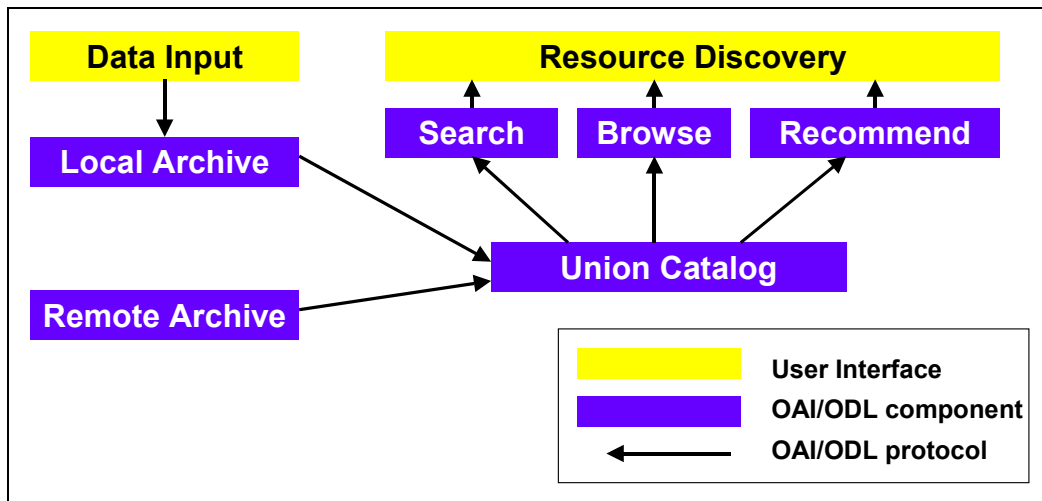 Data Input
Resource Discovery
Search
Browse
Recommend
Local Archive
Union Catalog
Remote Archive
User Interface
OAI/ODL component
OAI/ODL protocol